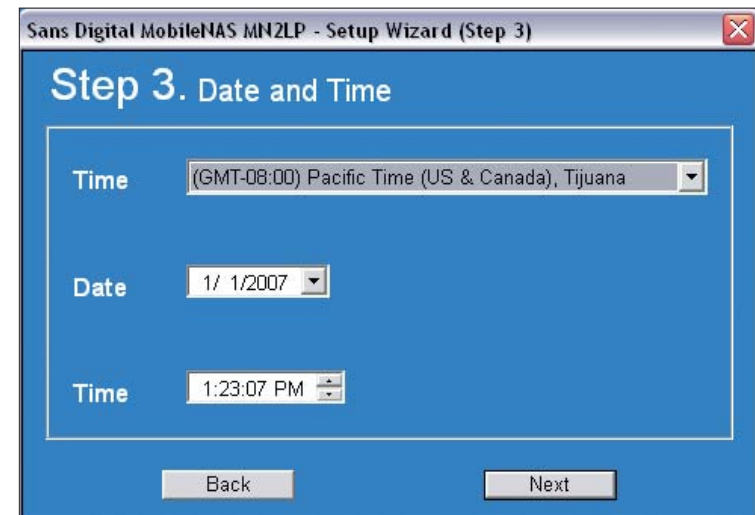 Sans Digital MobileNAS MN2LP - Setup Wizard (Step 3)
Step 3. Date and Time
Time (GMT-08:00) Pacific Time (US & Canada), Tijuana
Date 1/ 1/2007
Time 1:23:07 PM
Back Next